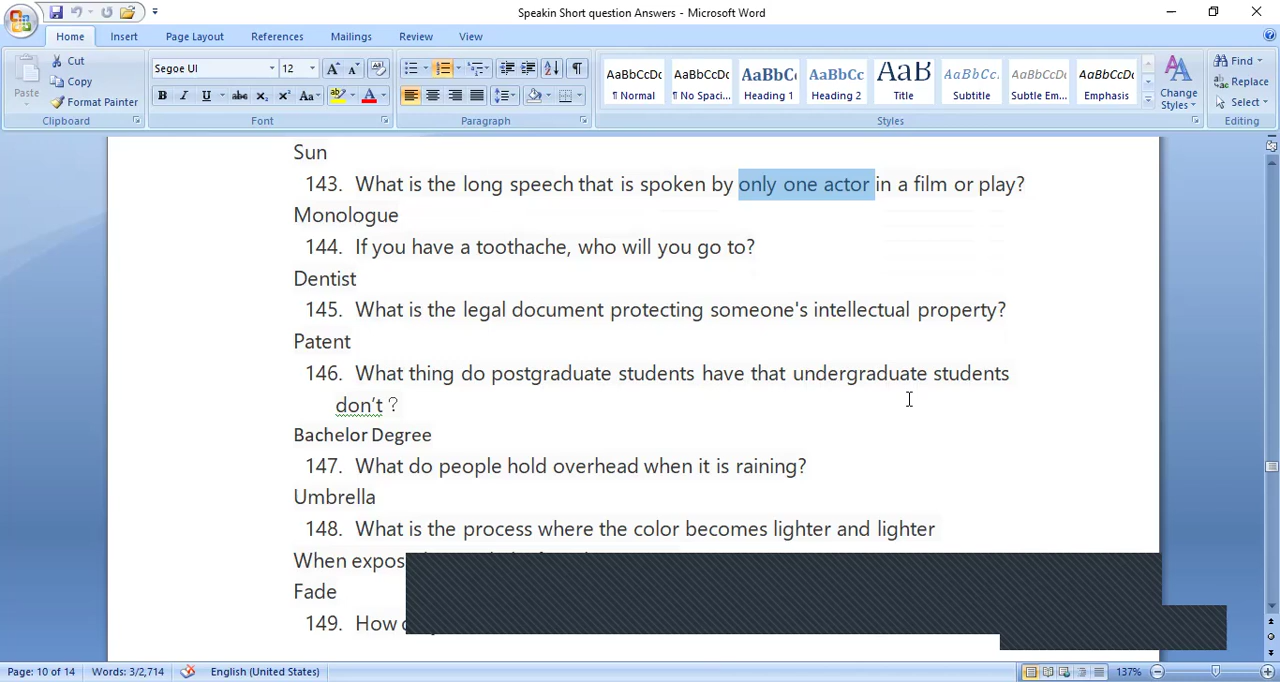 Speakin Short question Answers - Microsoft Word
Home Insert Page Layout References Mailings Review View
Paste
Cut
Copy
Format Painter
Clipboard
Segoe UI 12
B I U abc X₂ X² Aa
Font
Paragraph
AaBbCcDc AaBbCcDc AaBbC AaBbCc AaB AaBbCc. AaBbCcDc AaBbCcDc
¶ Normal ¶ No Spaci... Heading 1 Heading 2 Title Subtitle Subtle Em... Emphasis
Styles
Change
Styles
Find
Replace
Select
Editing
Sun
143. What is the long speech that is spoken by only one actor in a film or play?
Monologue
144. If you have a toothache, who will you go to?
Dentist
145. What is the legal document protecting someone's intellectual property?
Patent
146. What thing do postgraduate students have that undergraduate students
don't ?
Bachelor Degree
147. What do people hold overhead when it is raining?
Umbrella
148. What is the process where the color becomes lighter and lighter
When
Fade
149. How
Page: 10 of 14 Words: 3/2,714 English (United States) 137%